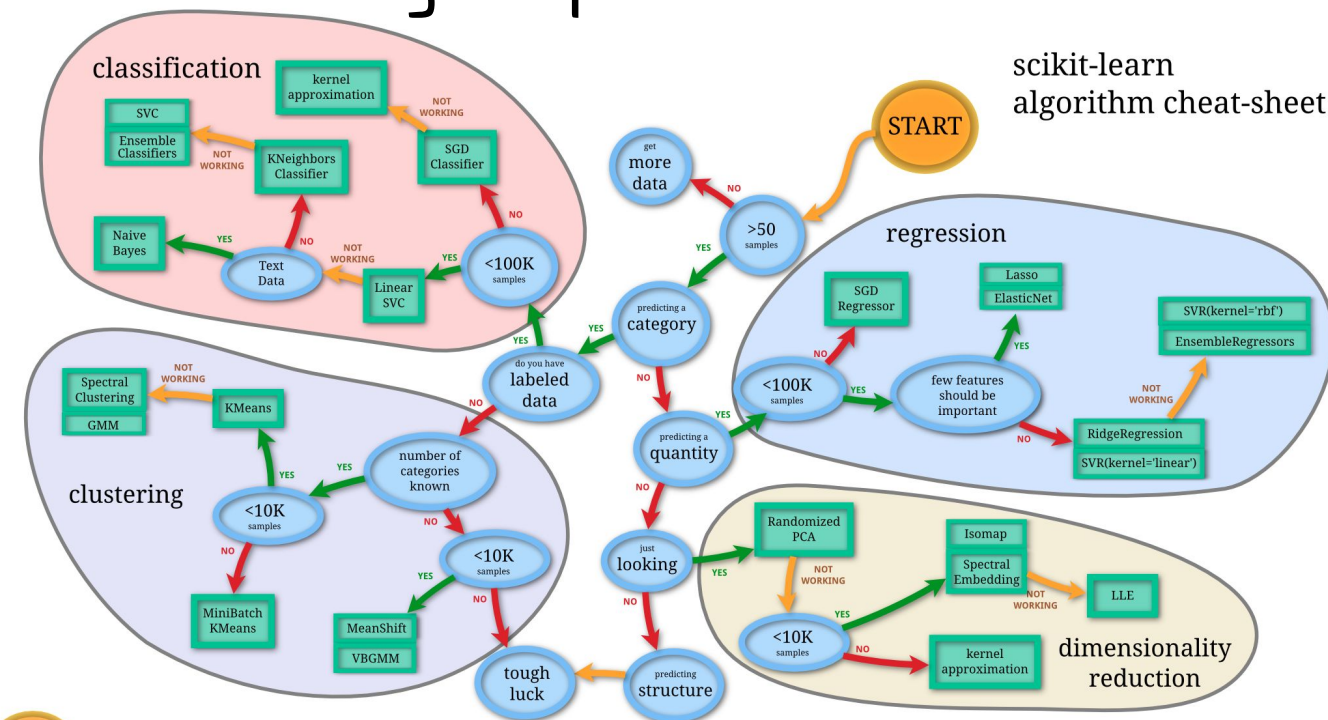 scikit-learn
algorithm cheat-sheet
START
classification
kernel
approximation
NOT
WORKING
SVC
Ensemble
Classifiers
NOT
WORKING
KNeighbors
Classifier
SGD
Classifier
NO
Naive
Bayes
YES
Text
Data
NO
NOT
WORKING
Linear
SVC
YES
<100K
samples
YES
get
more
data
NO
>50
samples
YES
predicting a
category
YES
do you have
labeled
data
NO
NO
predicting a
quantity
YES
NO
just
looking
YES
NO
predicting
structure
tough
luck
regression
SGD
Regressor
NO
<100K
samples
YES
few features
should be
important
YES
Lasso
ElasticNet
NO
RidgeRegression
SVR(kernel='linear')
NOT
WORKING
SVR(kernel='rbf')
EnsembleRegressors
clustering
Spectral
Clustering
GMM
NOT
WORKING
KMeans
YES
<10K
samples
NO
MiniBatch
KMeans
YES
number of
categories
known
NO
<10K
samples
YES
NO
MeanShift
VBGMM
Randomized
PCA
NOT
WORKING
<10K
samples
YES
NO
Isomap
Spectral
Embedding
NOT
WORKING
LLE
kernel
approximation
dimensionality
reduction